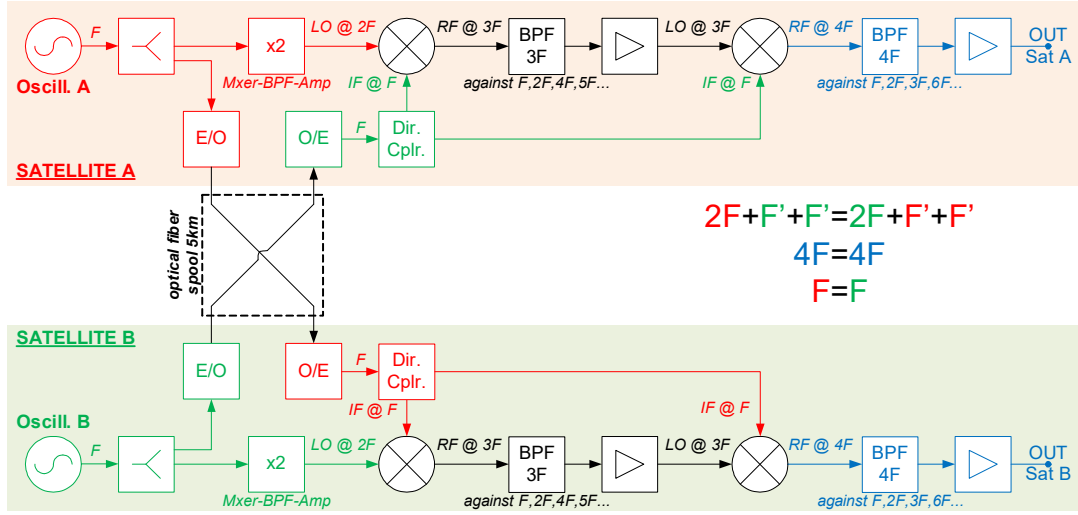 F
Oscill. A
x2
Mxer-BPF-Amp
LO @ 2F
IF @ F
RF @ 3F
BPF
3F
against F,2F,4F,5F...
LO @ 3F
IF @ F
RF @ 4F
BPF
4F
against F,2F,3F,6F...
OUT
Sat A
E/O
O/E
F
Dir.
Cplr.
SATELLITE A
optical fiber
spool 5km
2F+F'+F'=2F+F'+F'
4F=4F
F=F
SATELLITE B
E/O
O/E
F
Dir.
Cplr.
IF @ F
IF @ F
Oscill. B
F
x2
Mxer-BPF-Amp
LO @ 2F
RF @ 3F
BPF
3F
against F,2F,4F,5F...
LO @ 3F
RF @ 4F
BPF
4F
against F,2F,3F,6F...
OUT
Sat B